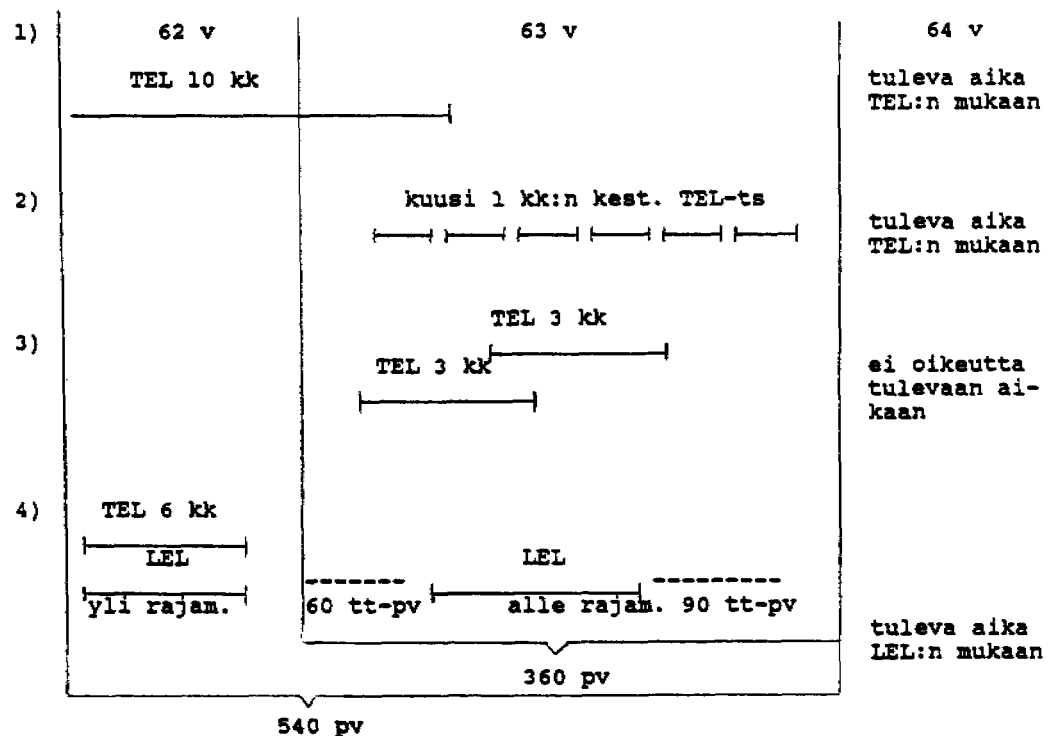 1) 62 v 63 v 64 v
TEL 10 kk
tuleva aika
TEL:n mukaan
2) kuusi 1 kk:n kest. TEL-ts
tuleva aika
TEL:n mukaan
3) TEL 3 kk
TEL 3 kk
ei oikeutta
tulevaan ai-
kaan
4) TEL 6 kk
LEL LEL
yli rajam. 60 tt-pv alle rajam. 90 tt-pv
tuleva aika
LEL:n mukaan
360 pv
540 pv